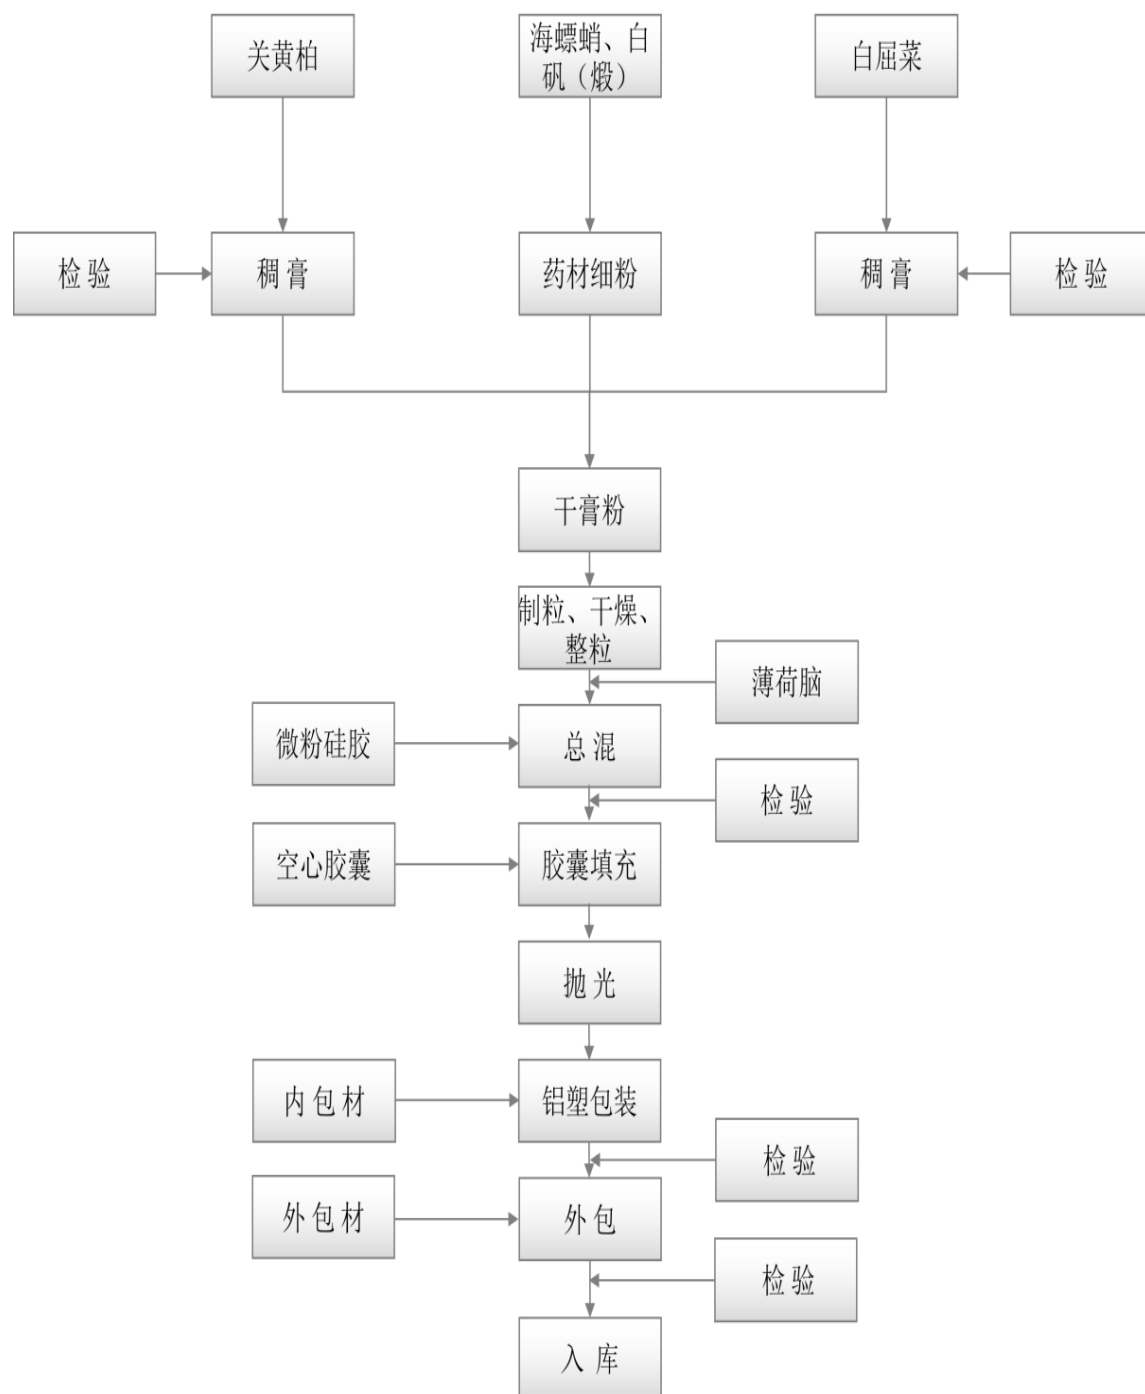 关黄柏
海螵蛸、白
矾（煅）
白屈菜
检 验
稠 膏
药材细粉
稠 膏
检 验
干膏粉
制粒、干燥、
整粒
薄荷脑
微粉硅胶
总 混
检 验
空心胶囊
胶囊填充
抛 光
内 包 材
铝塑包装
检 验
外 包 材
外 包
检 验
入 库